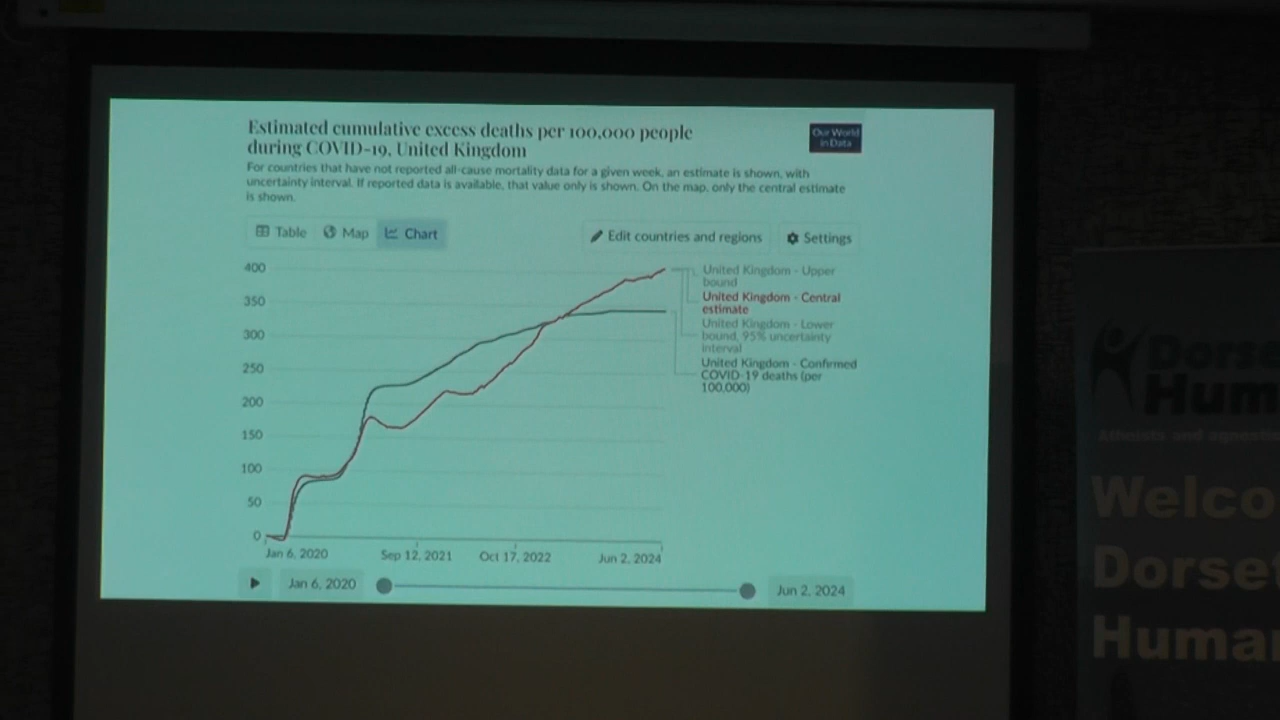 Estimated cumulative excess deaths per 100,000 people
during COVID-19, United Kingdom
Our World
in Data
For countries that have not reported all-cause mortality data for a given week, an estimate is shown, with
uncertainty interval. If reported data is available, that value only is shown. On the map, only the central estimate
is shown.
Table Map Chart
Edit countries and regions Settings
400
350
300
250
200
150
100
50
0
United Kingdom - Upper
bound
United Kingdom - Central
estimate
United Kingdom - Lower
bound, 95% uncertainty
interval
United Kingdom - Confirmed
COVID-19 deaths (per
100,000)
Jan 6, 2020 Sep 12, 2021 Oct 17, 2022 Jun 2, 2024
Jan 6, 2020 Jun 2, 2024
Dorse
Hum
Atheists and agnost
Welco
Dorse
Huma